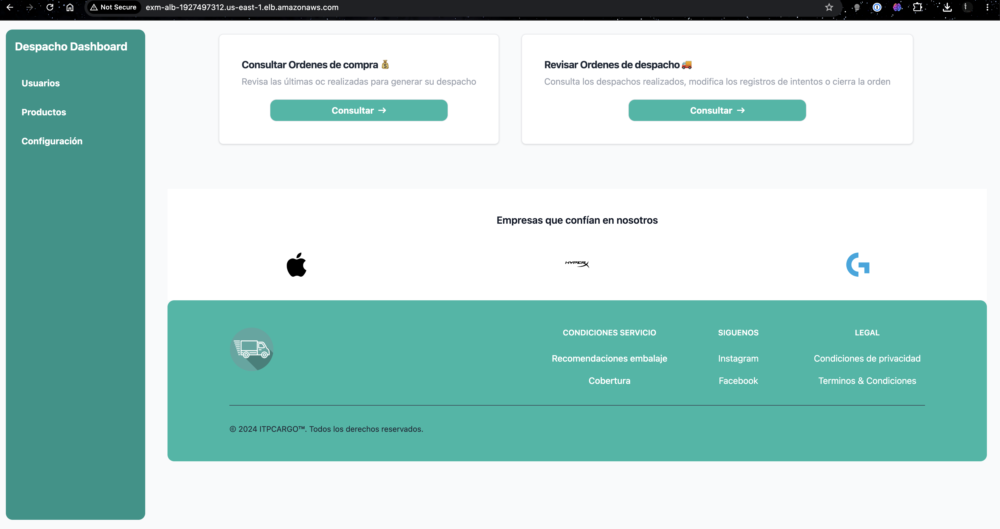 Not Secure exm-alb-1927497312.us-east-1.elb.amazonaws.com
Despacho Dashboard
Usuarios
Productos
Configuración
Consultar Ordenes de compra 💰
Revisa las últimas oc realizadas para generar su despacho
Consultar →
Revisar Ordenes de despacho 🚚
Consulta los despachos realizados, modifica los registros de intentos o cierra la orden
Consultar →
Empresas que confían en nosotros
HYPERX
CONDICIONES SERVICIO
Recomendaciones embalaje
Cobertura
SIGUENOS
Instagram
Facebook
LEGAL
Condiciones de privacidad
Terminos & Condiciones
© 2024 ITPCARGO™. Todos los derechos reservados.